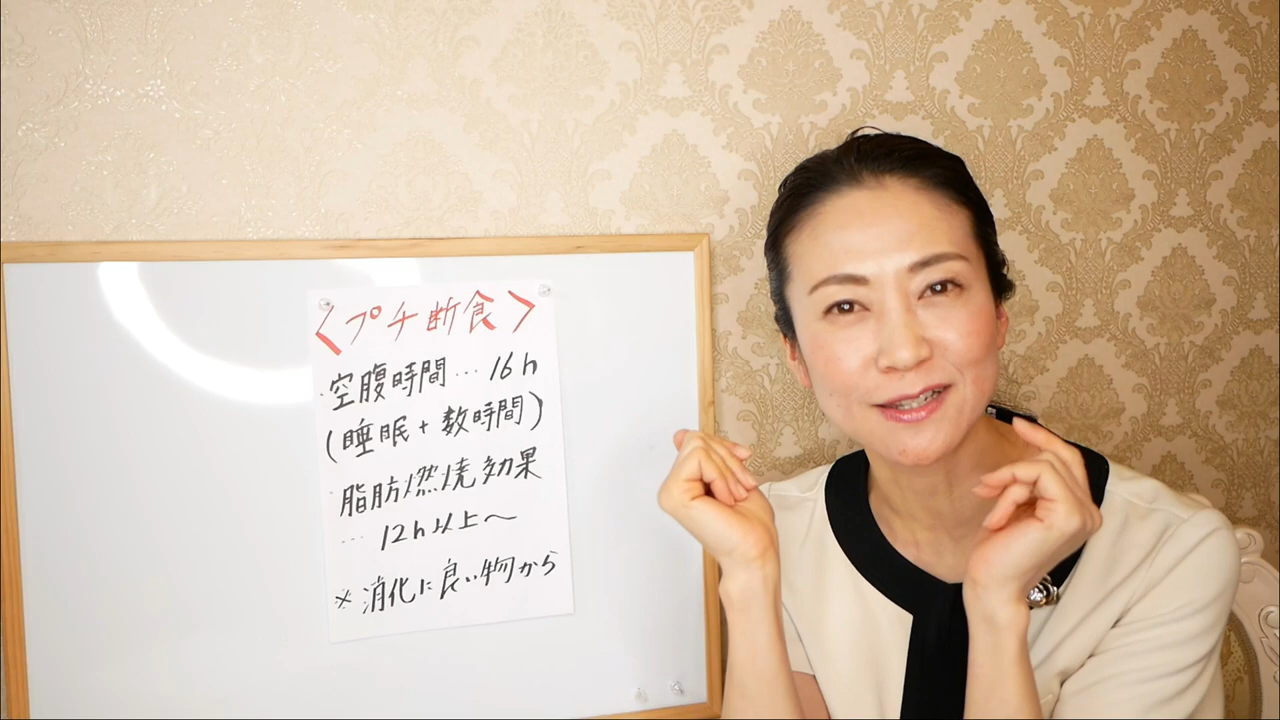 〈プチ断食〉
・空腹時間… 16h
(睡眠+数時間)
・脂肪燃焼効果
… 12h以上〜
※消化に良い物から